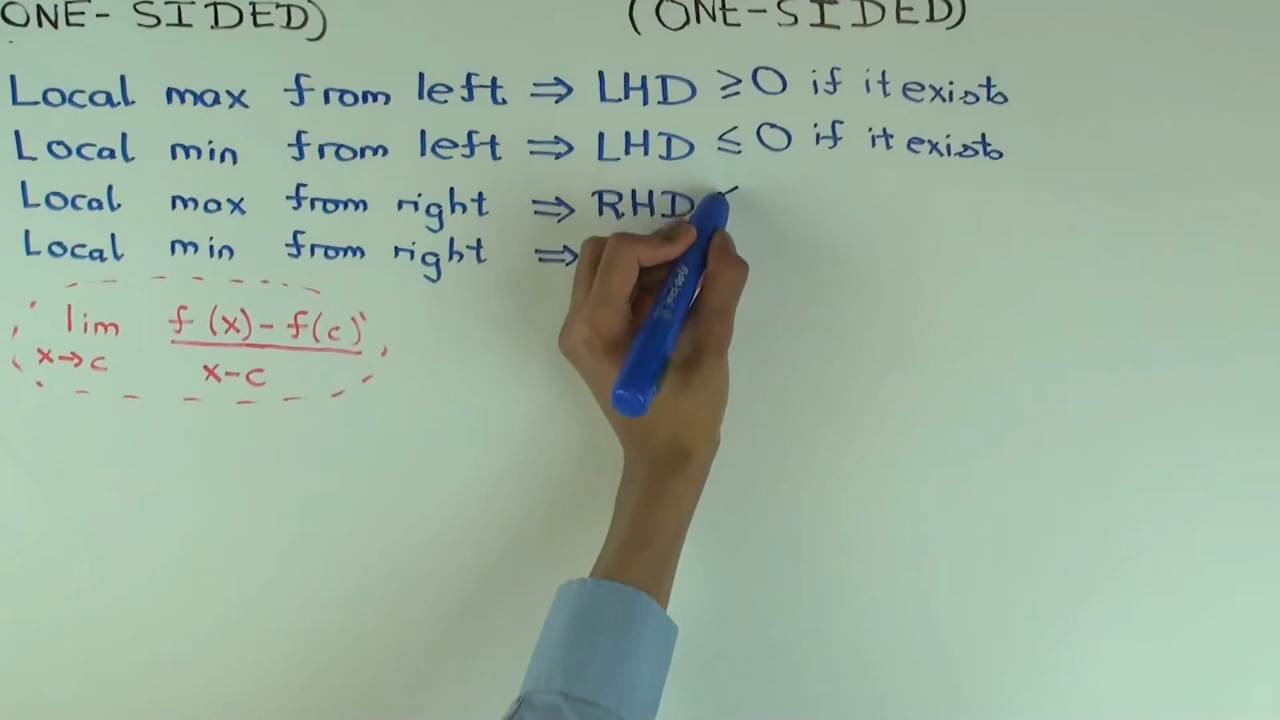 ONE-SIDED) (ONE-SIDED)
Local max from left ⇒ LHD ≥ 0 if it exists
Local min from left ⇒ LHD ≤ 0 if it exists
Local max from right ⇒ RHD
Local min from right ⇒
lim f(x) - f(c)
x→c x-c